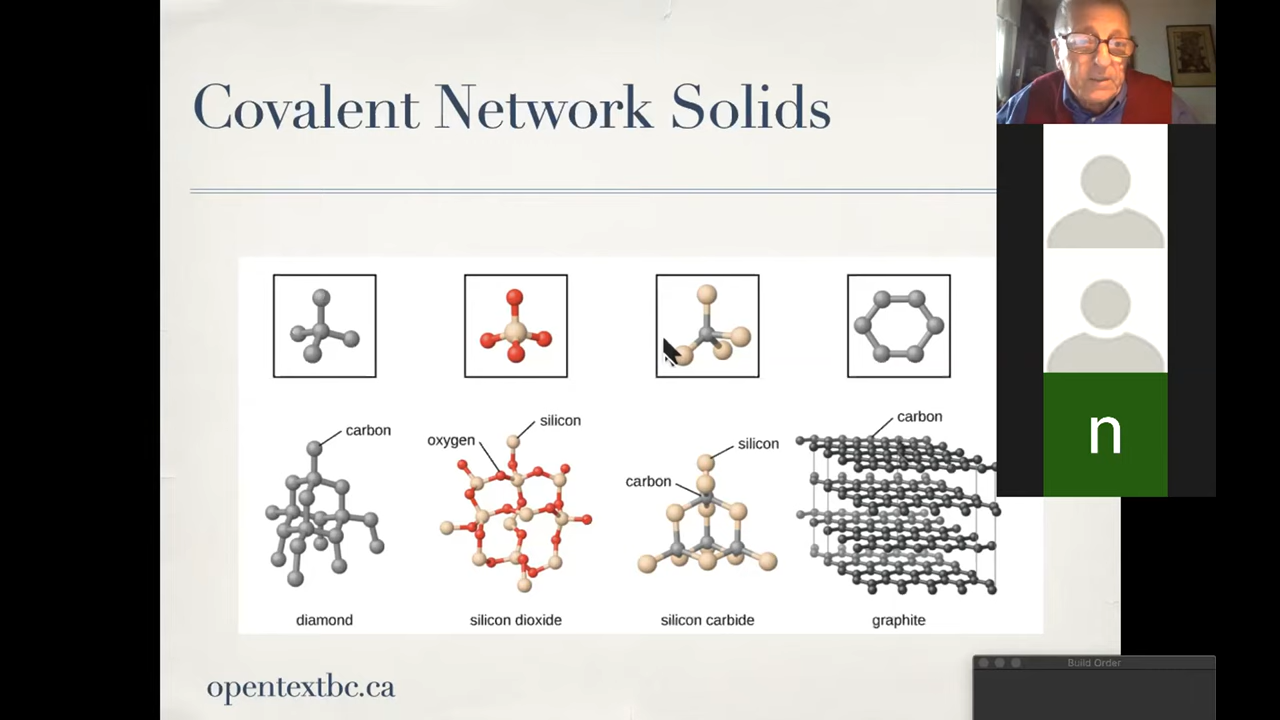 Covalent Network Solids
carbon
oxygen
silicon
carbon
silicon
carbon
diamond
silicon dioxide
silicon carbide
graphite
opentextbc.ca
n
Build Order